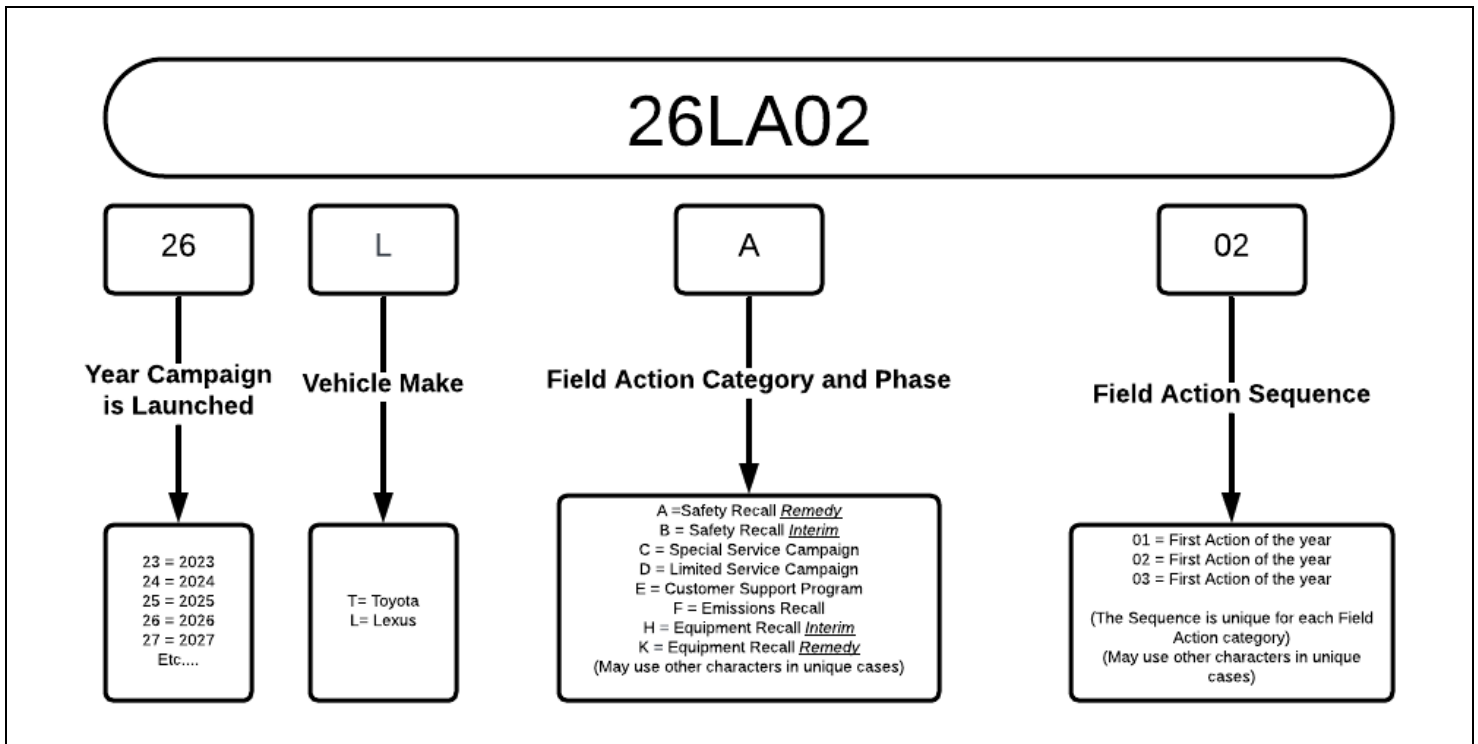 26LA02
26
L
A
02
Year Campaign
is Launched
Vehicle Make
Field Action Category and Phase
Field Action Sequence
23 = 2023
24 = 2024
25 = 2025
26 = 2026
27 = 2027
Etc....
T= Toyota
L= Lexus
A =Safety Recall Remedy
B = Safety Recall Interim
C = Special Service Campaign
D = Limited Service Campaign
E = Customer Support Program
F = Emissions Recall
H = Equipment Recall Interim
K = Equipment Recall Remedy
(May use other characters in unique cases)
01 = First Action of the year
02 = First Action of the year
03 = First Action of the year
(The Sequence is unique for each Field
Action category)
(May use other characters in unique
cases)